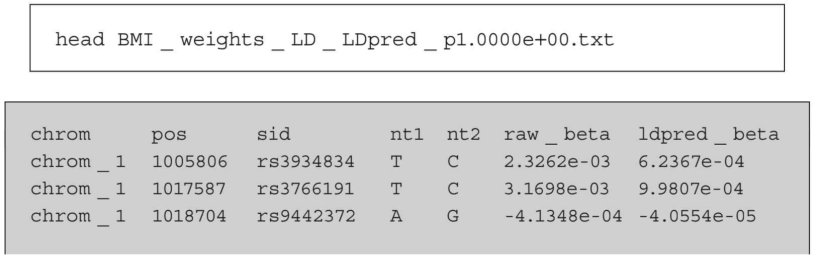 head BMI _ weights _ LD _ LDpred _ p1.0000e+00.txt
chrom pos sid nt1 nt2 raw _ beta ldpred _ beta
chrom _ 1 1005806 rs3934834 T C 2.3262e-03 6.2367e-04
chrom _ 1 1017587 rs3766191 T C 3.1698e-03 9.9807e-04
chrom _ 1 1018704 rs9442372 A G -4.1348e-04 -4.0554e-05